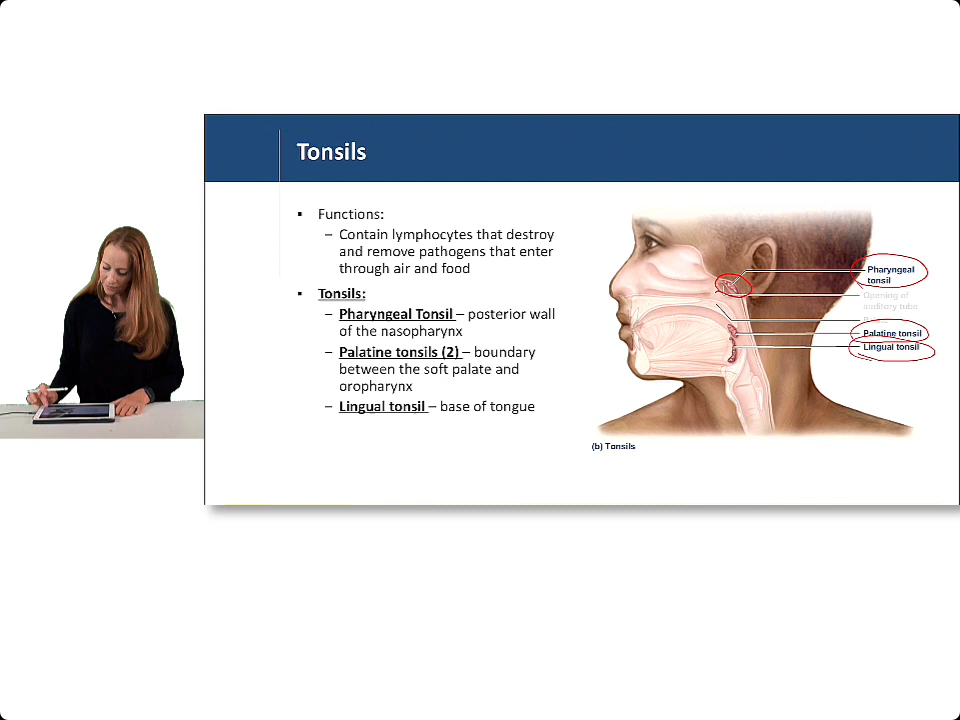 Tonsils
▪ Functions:
– Contain lymphocytes that destroy
and remove pathogens that enter
through air and food
▪ Tonsils:
– Pharyngeal Tonsil – posterior wall
of the nasopharynx
– Palatine tonsils (2) – boundary
between the soft palate and
oropharynx
– Lingual tonsil – base of tongue
Pharyngeal
tonsil
Opening of
auditory tube
Palatine tonsil
Lingual tonsil
(b) Tonsils